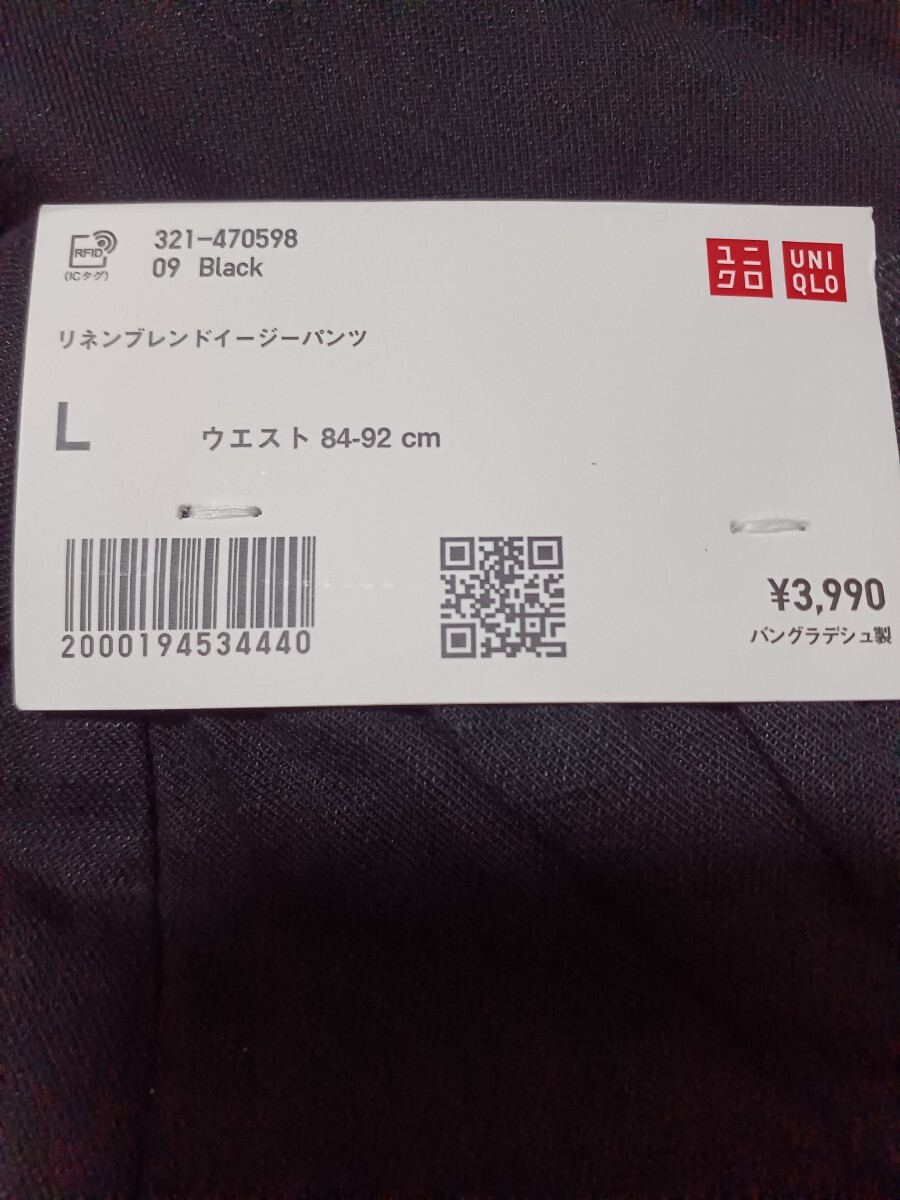 RFID
(ICタグ)
321-470598
09 Black
ユニ
クロ
UNI
QLO
リネンブレンドイージーパンツ
L
ウエスト 84-92 cm
2000194534440
¥3,990
バングラデシュ製